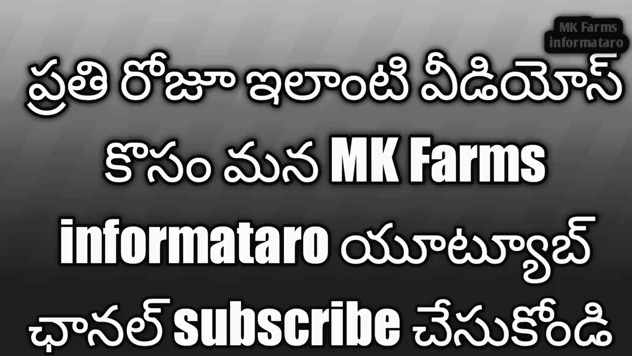 MK Farms
informataro
ప్రతి రోజూ ఇలాంటి వీడియోస్
కొసం మన MK Farms
informataro యూట్యూబ్
ఛానల్ subscribe చేసుకోండి